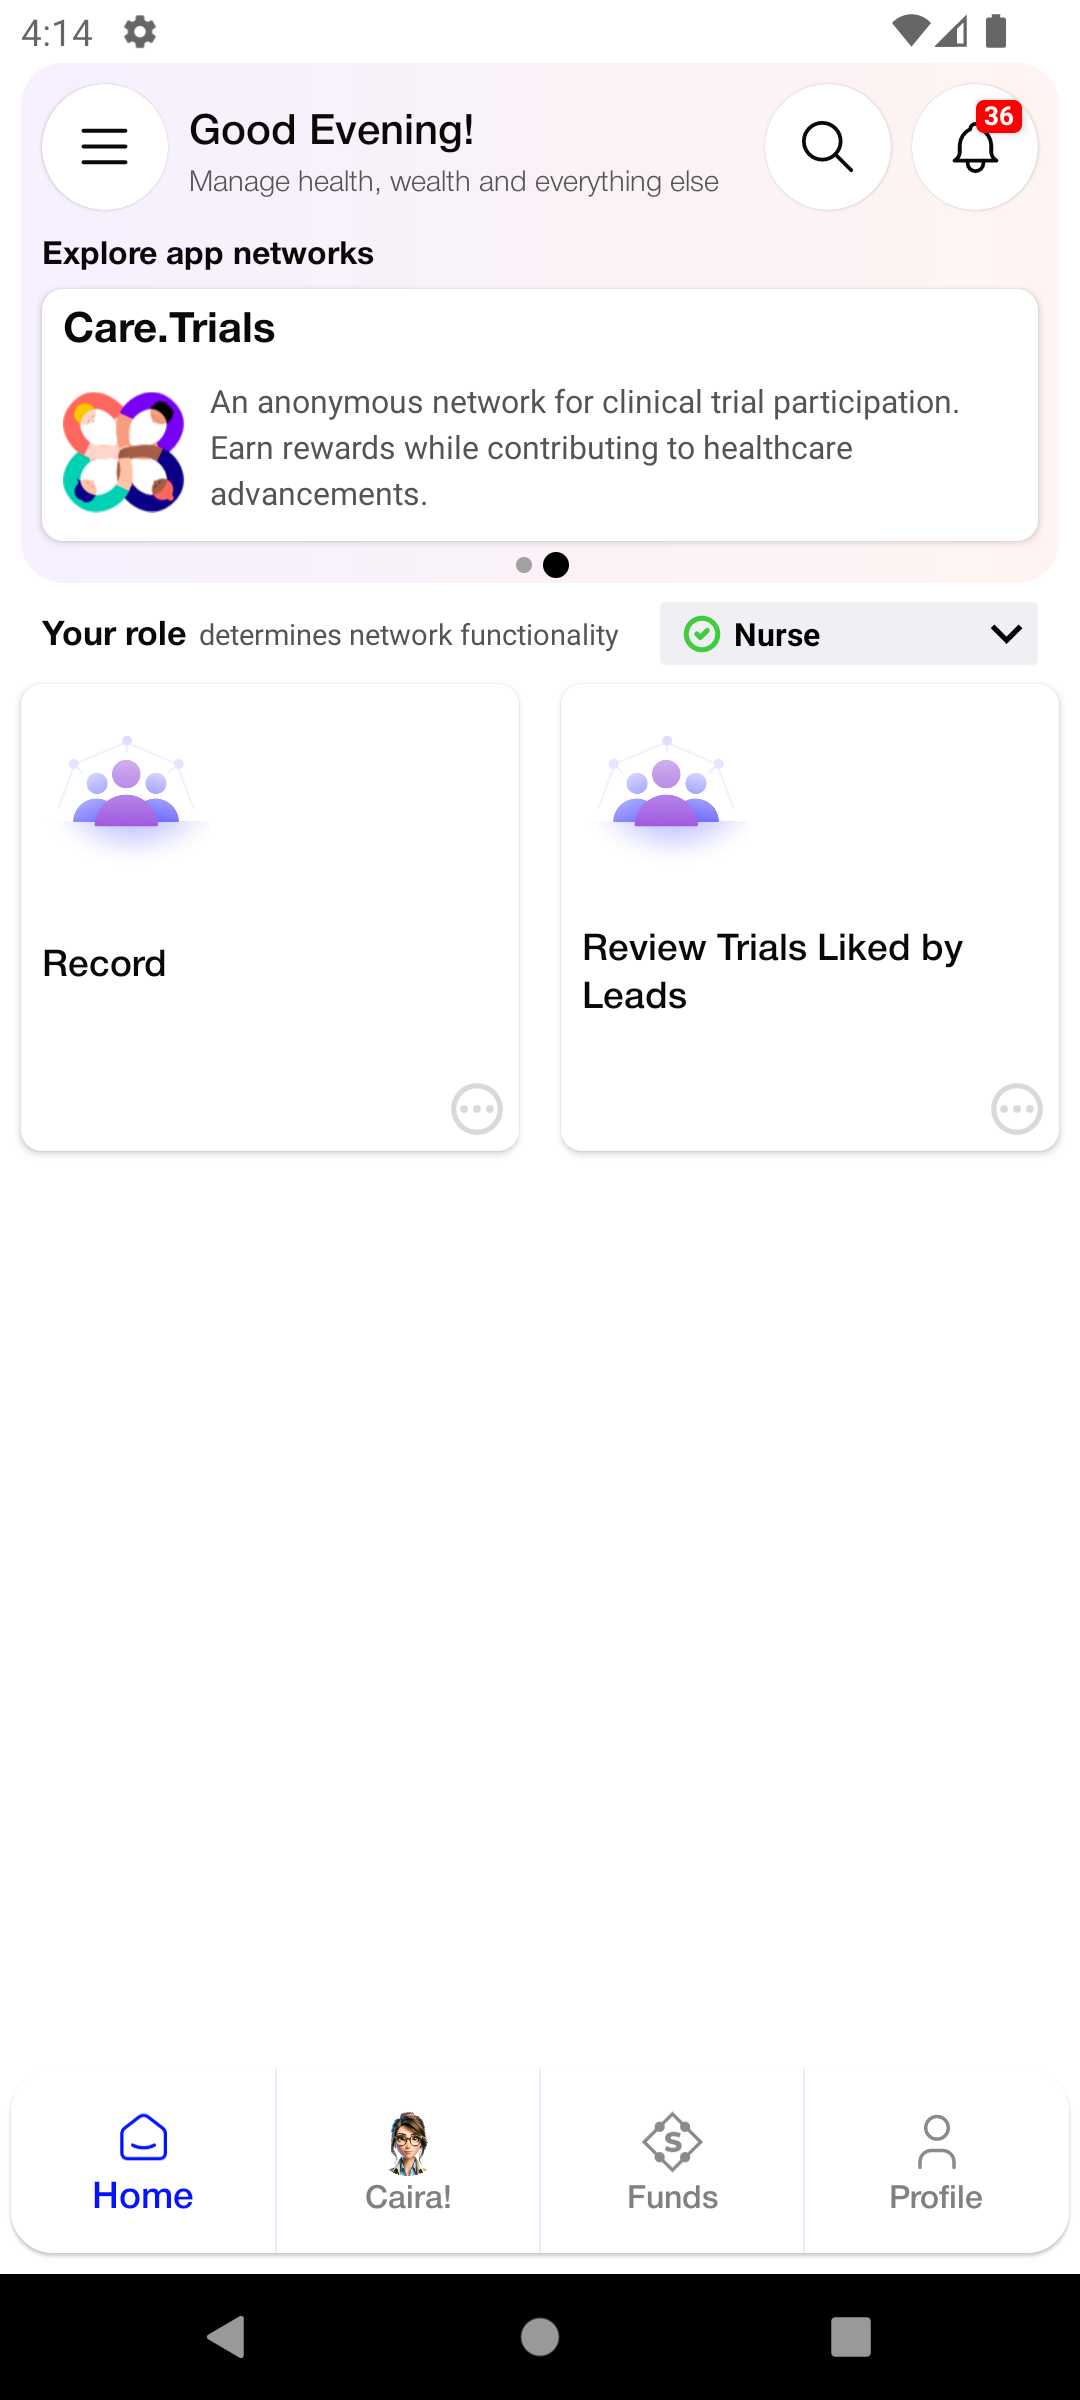 4:14
Good Evening!
36
Manage health, wealth and everything else
Explore app networks
Care.Trials
An anonymous network for clinical trial participation.
Earn rewards while contributing to healthcare
advancements.
Your role determines network functionality
Nurse
Record
Review Trials Liked by
Leads
Home
Caira!
Funds
Profile